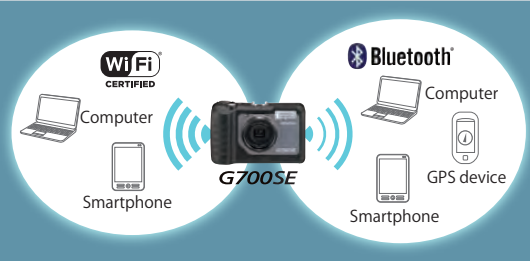 Wi Fi
CERTIFIED
Computer
Smartphone
G700SE
Bluetooth
Computer
GPS device
Smartphone